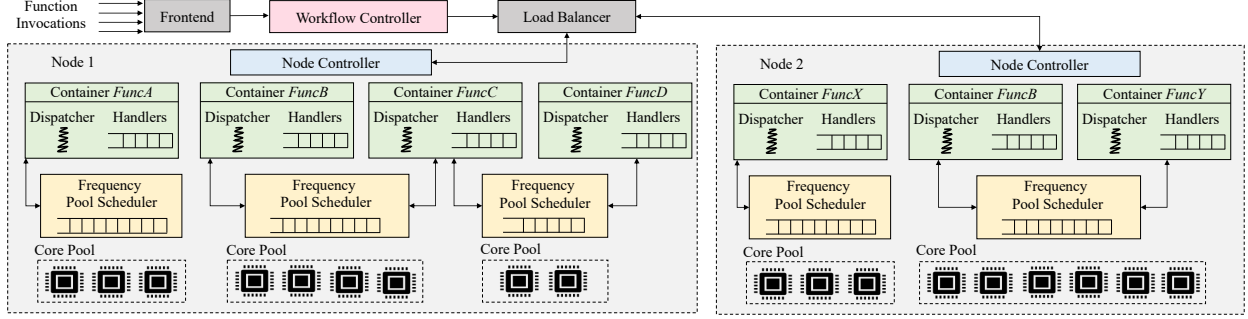 Function
Invocations
Frontend
Workflow Controller
Load Balancer
Node 1
Node Controller
Container FuncA
Dispatcher Handlers
Container FuncB
Dispatcher Handlers
Container FuncC
Dispatcher Handlers
Container FuncD
Dispatcher Handlers
Frequency
Pool Scheduler
Frequency
Pool Scheduler
Frequency
Pool Scheduler
Core Pool
Core Pool
Core Pool
Node 2
Node Controller
Container FuncX
Dispatcher Handlers
Container FuncB
Dispatcher Handlers
Container FuncY
Dispatcher Handlers
Frequency
Pool Scheduler
Frequency
Pool Scheduler
Core Pool
Core Pool